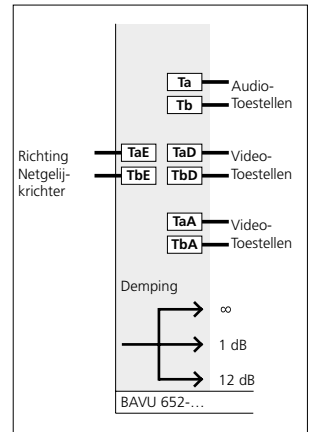 Ta
Audio-
Tb
Toestellen
Richting
TaE
TaD
Video-
Netgelij-
TbE
TbD
Toestellen
krichter
TaA
Video-
TbA
Toestellen
Demping
∞
1 dB
12 dB
BAVU 652-...